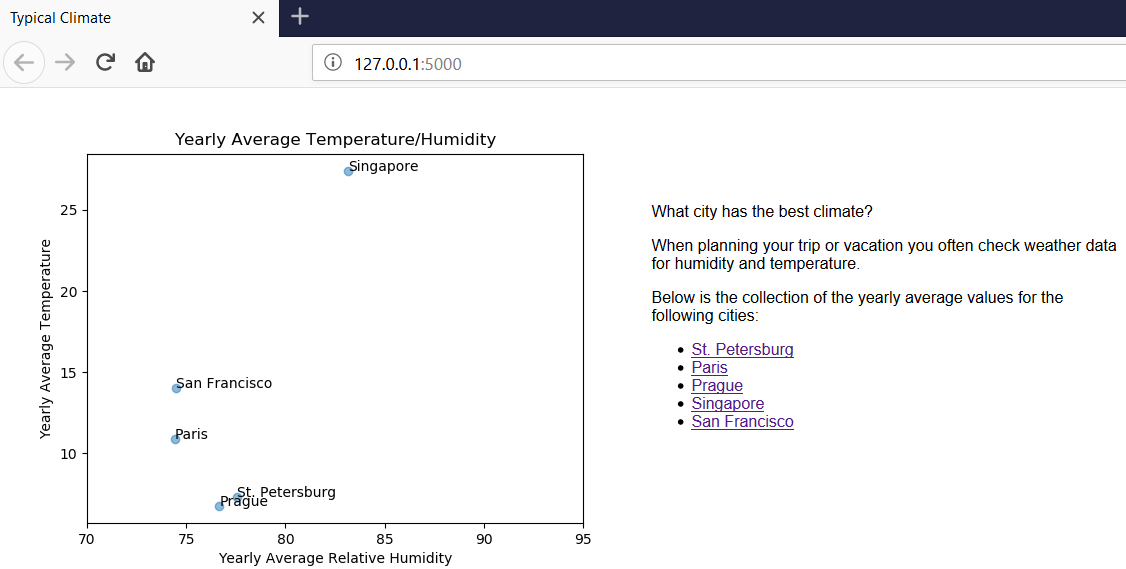 Typical Climate
127.0.0.1:5000
Yearly Average Temperature/Humidity
Singapore
25
20
15
10
Yearly Average Temperature
San Francisco
Paris
St. Petersburg
Prague
70 75 80 85 90 95
Yearly Average Relative Humidity
What city has the best climate?
When planning your trip or vacation you often check weather data
for humidity and temperature.
Below is the collection of the yearly average values for the
following cities:
• St. Petersburg
• Paris
• Prague
• Singapore
• San Francisco